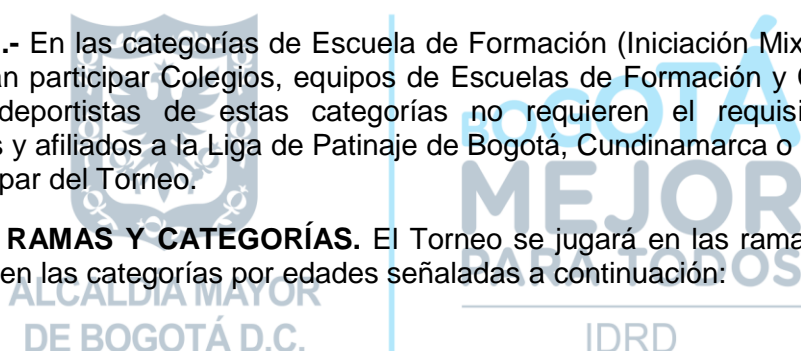 .- En las categorías de Escuela de Formación (Iniciación Mix
an participar Colegios, equipos de Escuelas de Formación y
deportistas de estas categorías no requieren el requisi
s y afiliados a la Liga de Patinaje de Bogotá, Cundinamarca o
par del Torneo.
RAMAS Y CATEGORÍAS. El Torneo se jugará en las rama
en las categorías por edades señaladas a continuación:
BOGOTÁ
MEJOR
PARA TODOS
ALCALDÍA MAYOR
DE BOGOTÁ D.C.
IDRD